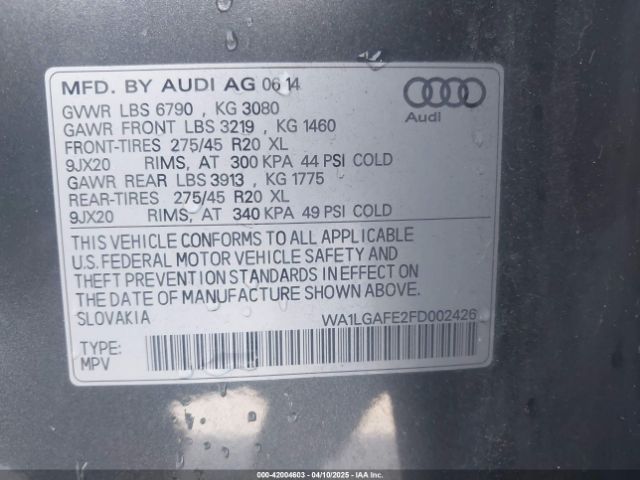 MFD. BY AUDI AG 06 14
GVWR LBS 6790 , KG 3080
GAWR FRONT LBS 3219 , KG 1460
FRONT-TIRES 275/45 R20 XL
9JX20 RIMS, AT 300 KPA 44 PSI COLD
GAWR REAR LBS 3913 , KG 1775
REAR-TIRES 275/45 R20 XL
9JX20 RIMS, AT 340 KPA 49 PSI COLD
Audi
THIS VEHICLE CONFORMS TO ALL APPLICABLE
U.S. FEDERAL MOTOR VEHICLE SAFETY AND
THEFT PREVENTION STANDARDS IN EFFECT ON
THE DATE OF MANUFACTURE SHOWN ABOVE.
SLOVAKIA WA1LGAFE2FD002426
TYPE:
MPV
000-42004603 - 04/10/2025 - IAAI Inc.